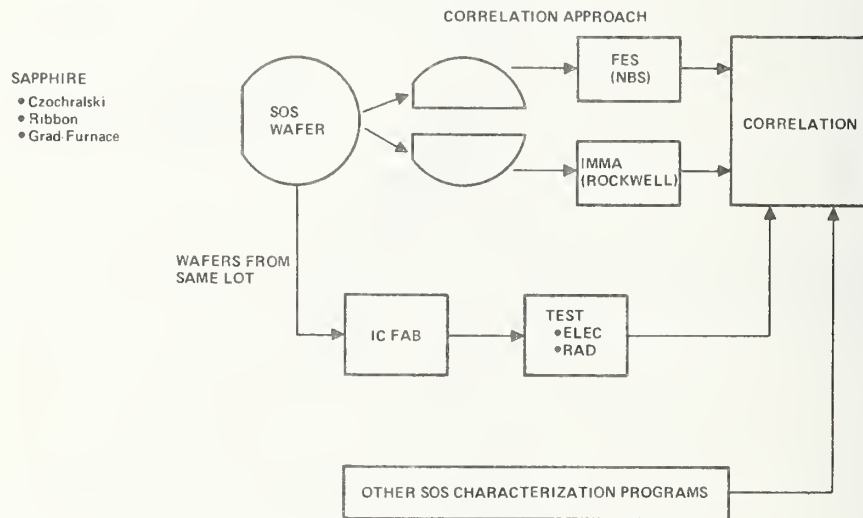 CORRELATION APPROACH
SAPPHIRE
• Czochralski
• Ribbon
• Grad-Furnace
SOS
WAFER
FES
(NBS)
IMMA
(ROCKWELL)
CORRELATION
WAFERS FROM
SAME LOT
IC FAB
TEST
• ELEC
• RAD
OTHER SOS CHARACTERIZATION PROGRAMS